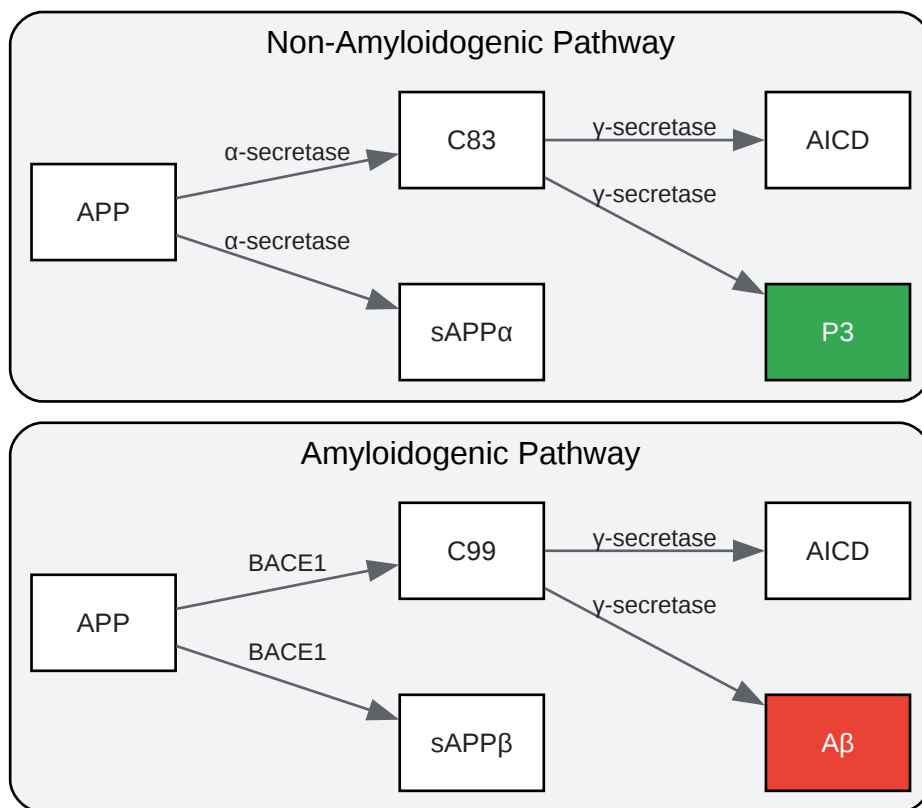 Non-Amyloidogenic Pathway
APP
α-secretase
α-secretase
C83
sAPPα
γ-secretase
γ-secretase
AICD
P3
Amyloidogenic Pathway
APP
BACE1
BACE1
C99
sAPPβ
γ-secretase
γ-secretase
AICD
Aβ